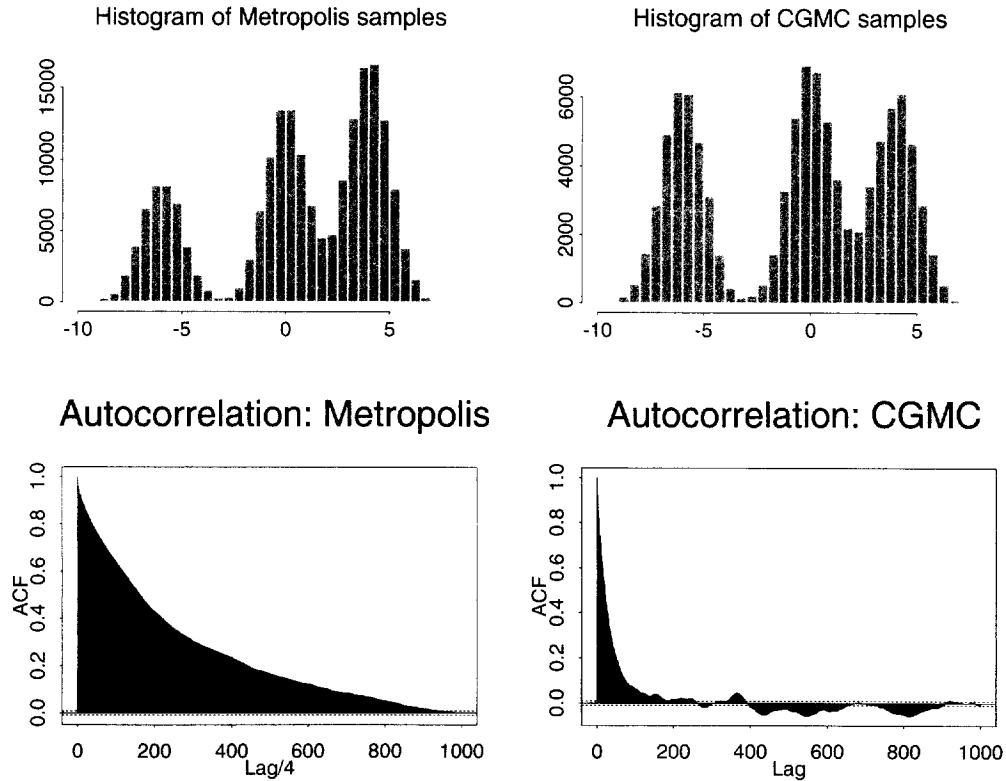 Histogram of Metropolis samples
15000
10000
5000
0
-10 -5 0 5
Histogram of CGMC samples
6000
4000
2000
0
-10 -5 0 5
Autocorrelation: Metropolis
ACF
1.0
0.8
0.6
0.4
0.2
0.0
0 200 400 600 800 1000
Lag/4
Autocorrelation: CGMC
ACF
1.0
0.8
0.6
0.4
0.2
0.0
0 200 400 600 800 1000
Lag